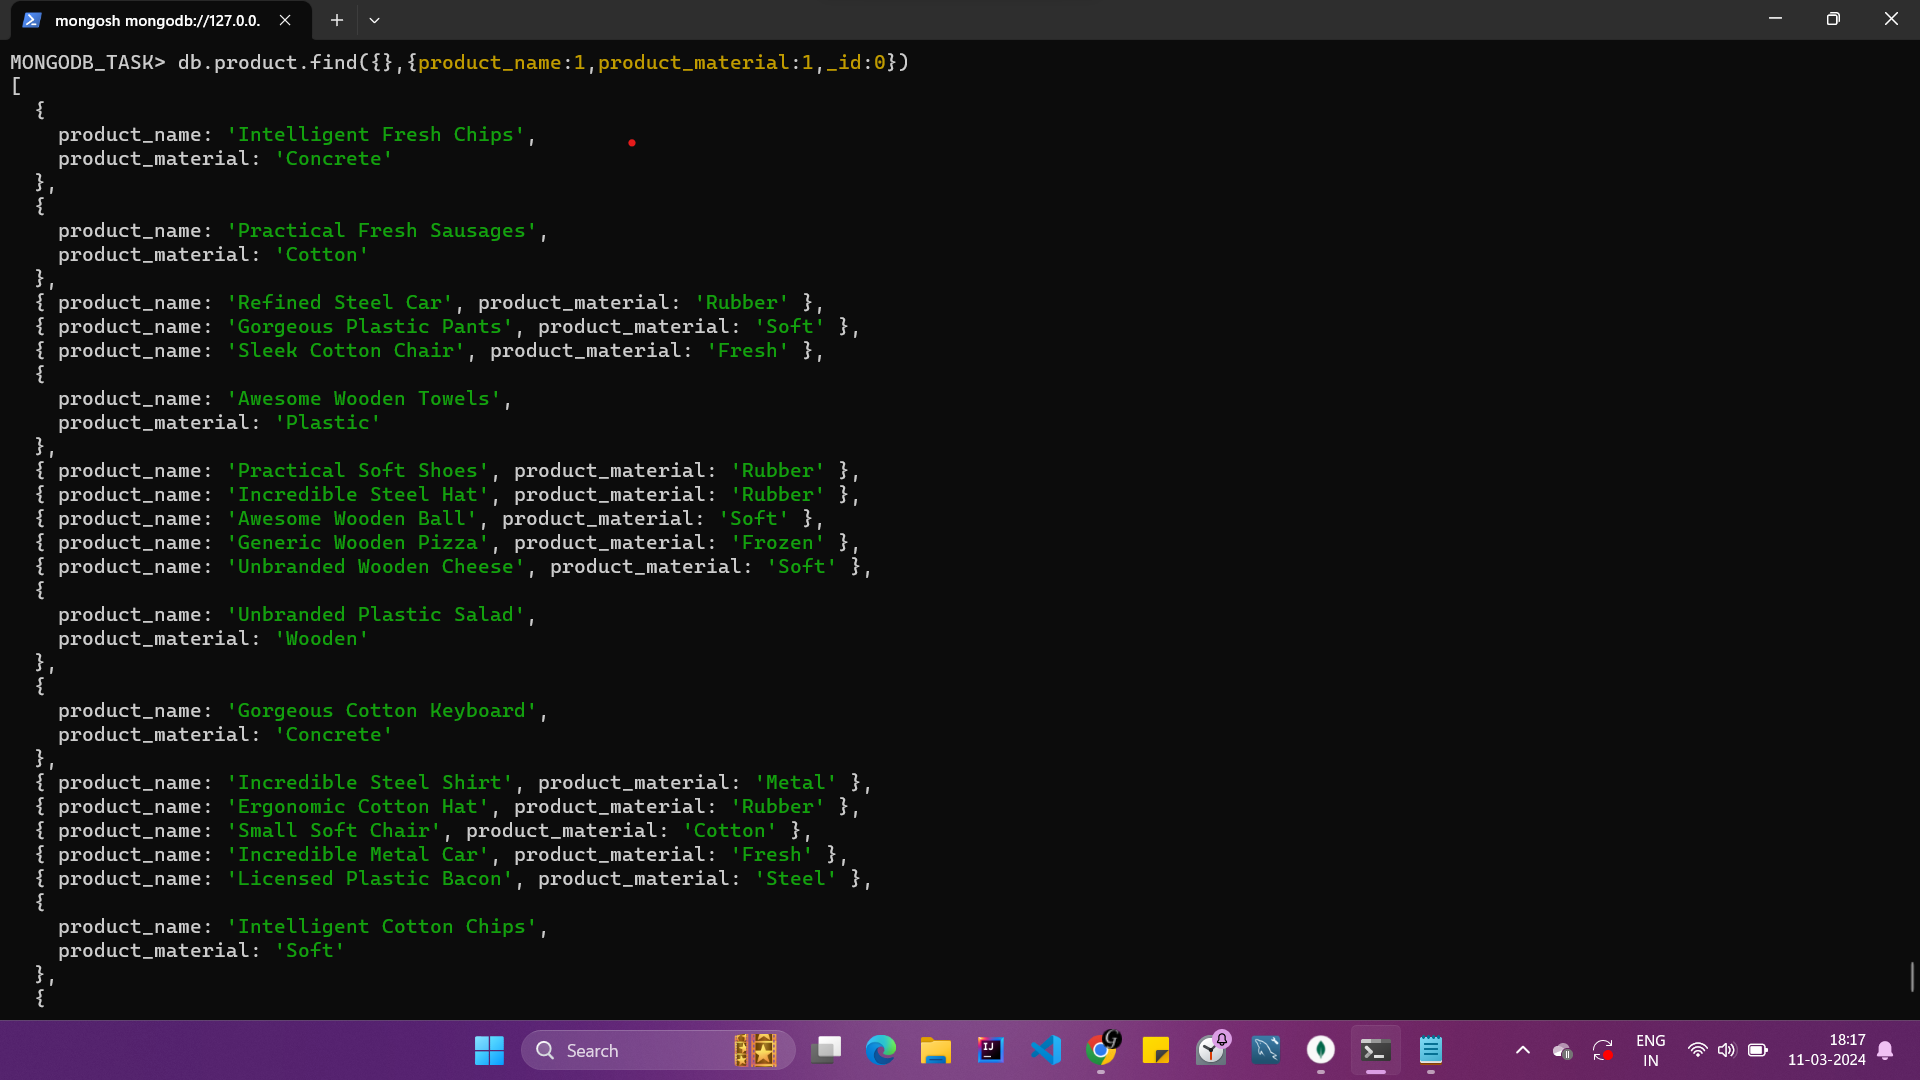 mongosh mongodb://127.0.0.
MONGODB_TASK> db.product.find({},{product_name:1,product_material:1,_id:0})
[
  {
    product_name: 'Intelligent Fresh Chips',
    product_material: 'Concrete'
  },
  {
    product_name: 'Practical Fresh Sausages',
    product_material: 'Cotton'
  },
  { product_name: 'Refined Steel Car', product_material: 'Rubber' },
  { product_name: 'Gorgeous Plastic Pants', product_material: 'Soft' },
  { product_name: 'Sleek Cotton Chair', product_material: 'Fresh' },
  {
    product_name: 'Awesome Wooden Towels',
    product_material: 'Plastic'
  },
  { product_name: 'Practical Soft Shoes', product_material: 'Rubber' },
  { product_name: 'Incredible Steel Hat', product_material: 'Rubber' },
  { product_name: 'Awesome Wooden Ball', product_material: 'Soft' },
  { product_name: 'Generic Wooden Pizza', product_material: 'Frozen' },
  { product_name: 'Unbranded Wooden Cheese', product_material: 'Soft' },
  {
    product_name: 'Unbranded Plastic Salad',
    product_material: 'Wooden'
  },
  {
    product_name: 'Gorgeous Cotton Keyboard',
    product_material: 'Concrete'
  },
  { product_name: 'Incredible Steel Shirt', product_material: 'Metal' },
  { product_name: 'Ergonomic Cotton Hat', product_material: 'Rubber' },
  { product_name: 'Small Soft Chair', product_material: 'Cotton' },
  { product_name: 'Incredible Metal Car', product_material: 'Fresh' },
  { product_name: 'Licensed Plastic Bacon', product_material: 'Steel' },
  {
    product_name: 'Intelligent Cotton Chips',
    product_material: 'Soft'
  },
  {
Search
ENG
IN
18:17
11-03-2024